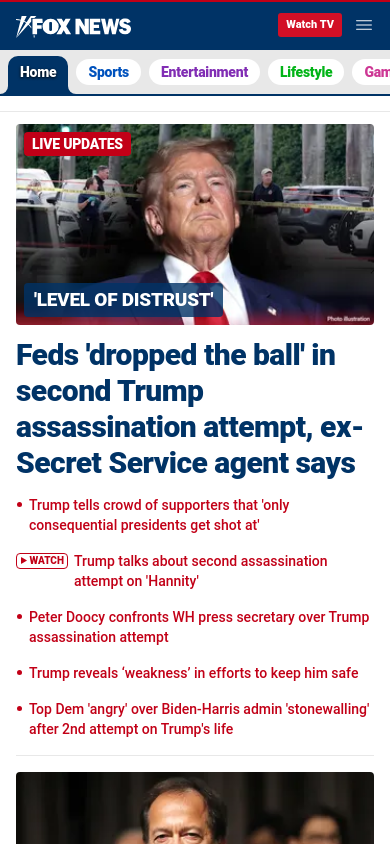 FOX NEWS
Watch TV
Home
Sports
Entertainment
Lifestyle
Gam
LIVE UPDATES
'LEVEL OF DISTRUST'
Photo illustration
Feds 'dropped the ball' in
second Trump
assassination attempt, ex-
Secret Service agent says
• Trump tells crowd of supporters that 'only
consequential presidents get shot at'
WATCH Trump talks about second assassination
attempt on 'Hannity'
• Peter Doocy confronts WH press secretary over Trump
assassination attempt
• Trump reveals ‘weakness’ in efforts to keep him safe
• Top Dem 'angry' over Biden-Harris admin 'stonewalling'
after 2nd attempt on Trump's life